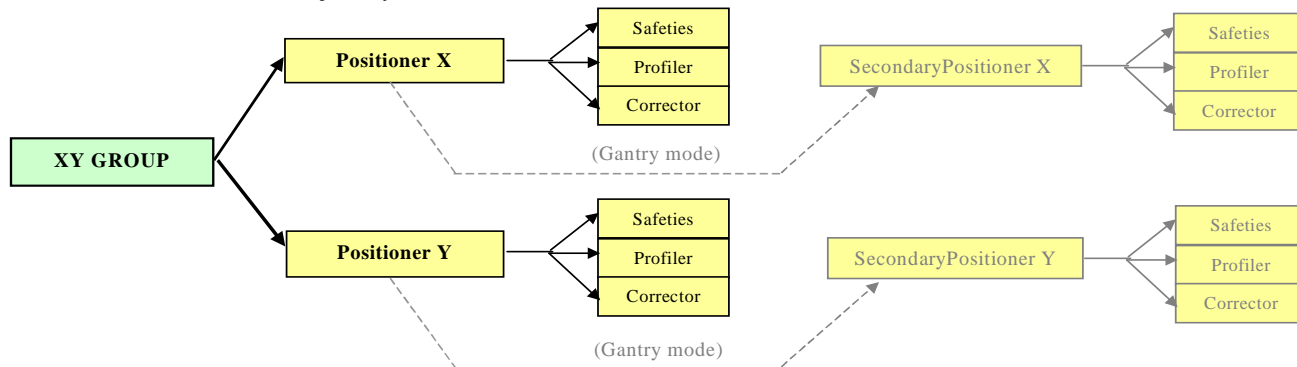 Safeties
Positioner X
Profiler
Corrector
SecondaryPositioner X
Safeties
Profiler
Corrector
(Gantry mode)
XY GROUP
Safeties
Positioner Y
Profiler
Corrector
SecondaryPositioner Y
Safeties
Profiler
Corrector
(Gantry mode)